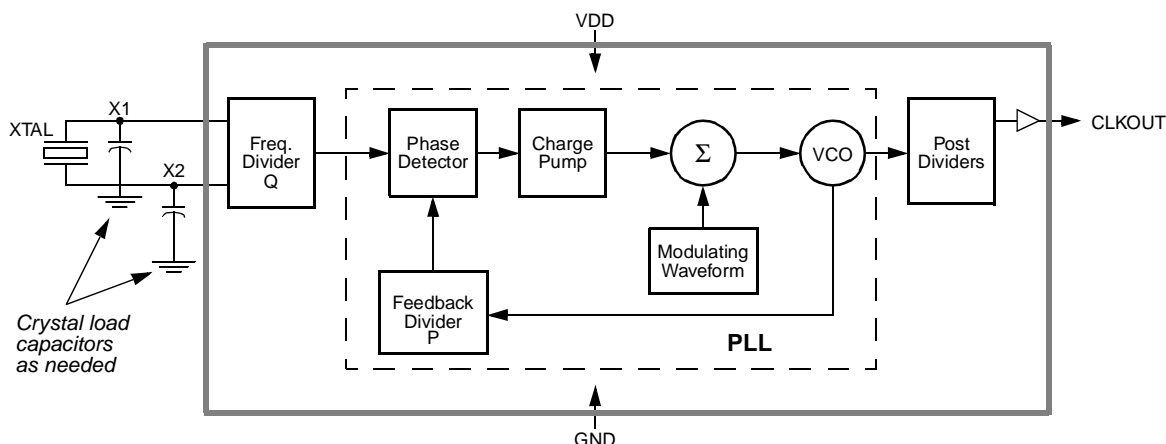 VDD
X1
XTAL
X2
Freq.
Divider
Q
Phase
Detector
Charge
Pump
Σ
VCO
Post
Dividers
CLKOUT
Modulating
Waveform
Feedback
Divider
P
PLL
Crystal load
capacitors
as needed
GND